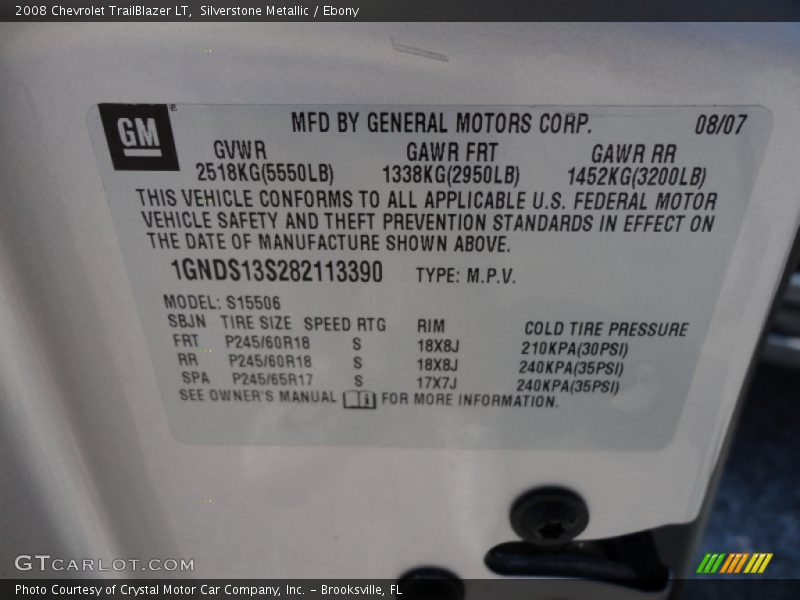 2008 Chevrolet TrailBlazer LT, Silverstone Metallic / Ebony
GM®
MFD BY GENERAL MOTORS CORP. 08/07
GVWR GAWR FRT GAWR RR
2518KG(5550LB) 1338KG(2950LB) 1452KG(3200LB)
THIS VEHICLE CONFORMS TO ALL APPLICABLE U.S. FEDERAL MOTOR
VEHICLE SAFETY AND THEFT PREVENTION STANDARDS IN EFFECT ON
THE DATE OF MANUFACTURE SHOWN ABOVE.
1GNDS13S282113390 TYPE: M.P.V.
MODEL: S15506
SBJN TIRE SIZE SPEED RTG RIM COLD TIRE PRESSURE
FRT P245/60R18 S 18X8J 210KPA(30PSI)
RR P245/60R18 S 18X8J 240KPA(35PSI)
SPA P245/65R17 S 17X7J 240KPA(35PSI)
SEE OWNER'S MANUAL FOR MORE INFORMATION.
GTCARLOT.COM
Photo Courtesy of Crystal Motor Car Company, Inc. – Brooksville, FL